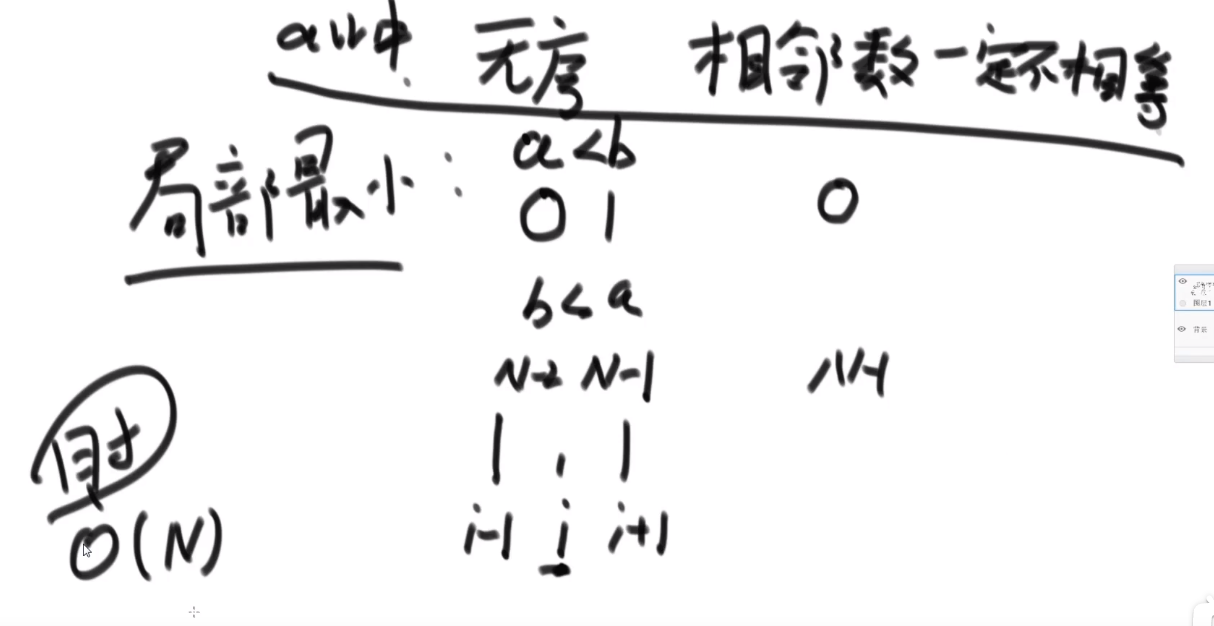 arr中 无序 相邻数一定不相等
局部最小: a<b
0 1 0
b<a
N-2 N-1 N-1
i-1 i i+1
时
O(N)
图层1
背景